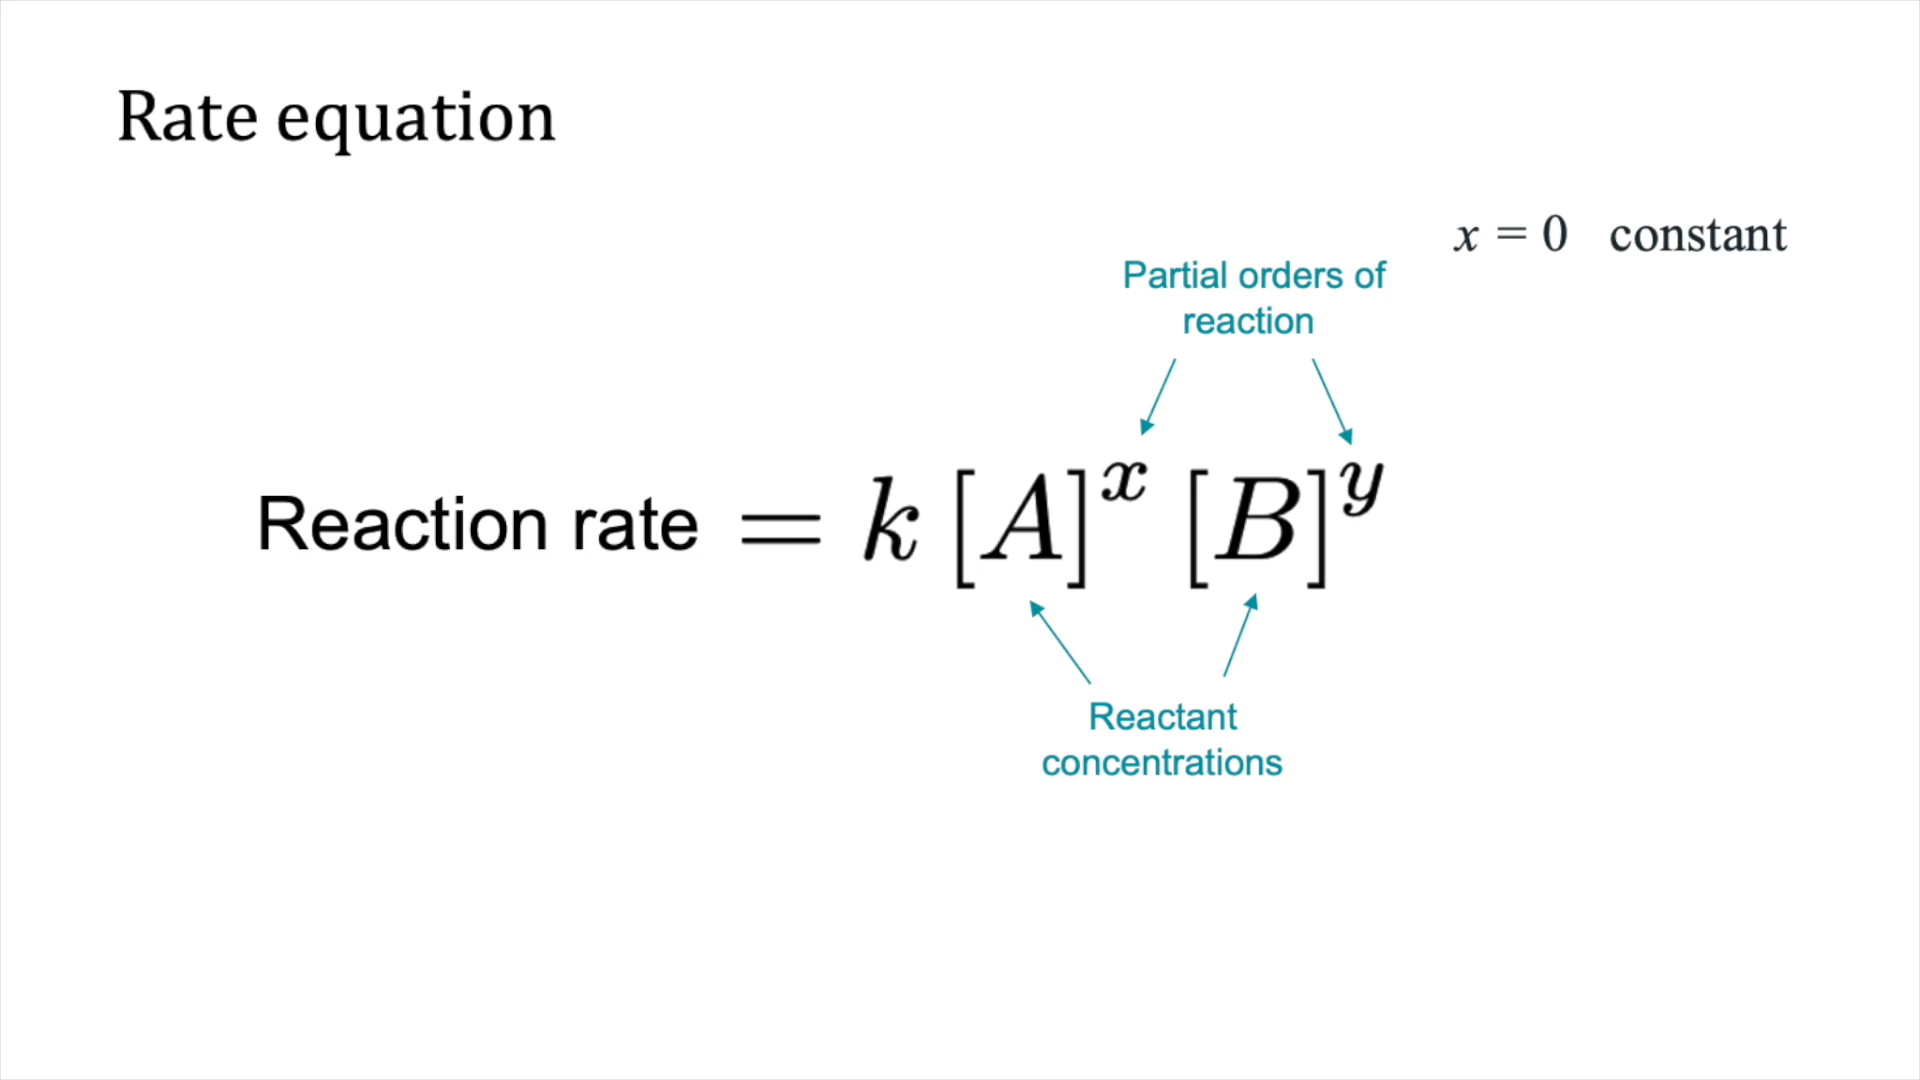 Rate equation
x = 0 constant
Partial orders of
reaction
Reaction rate = k [A]^x [B]^y
Reactant
concentrations